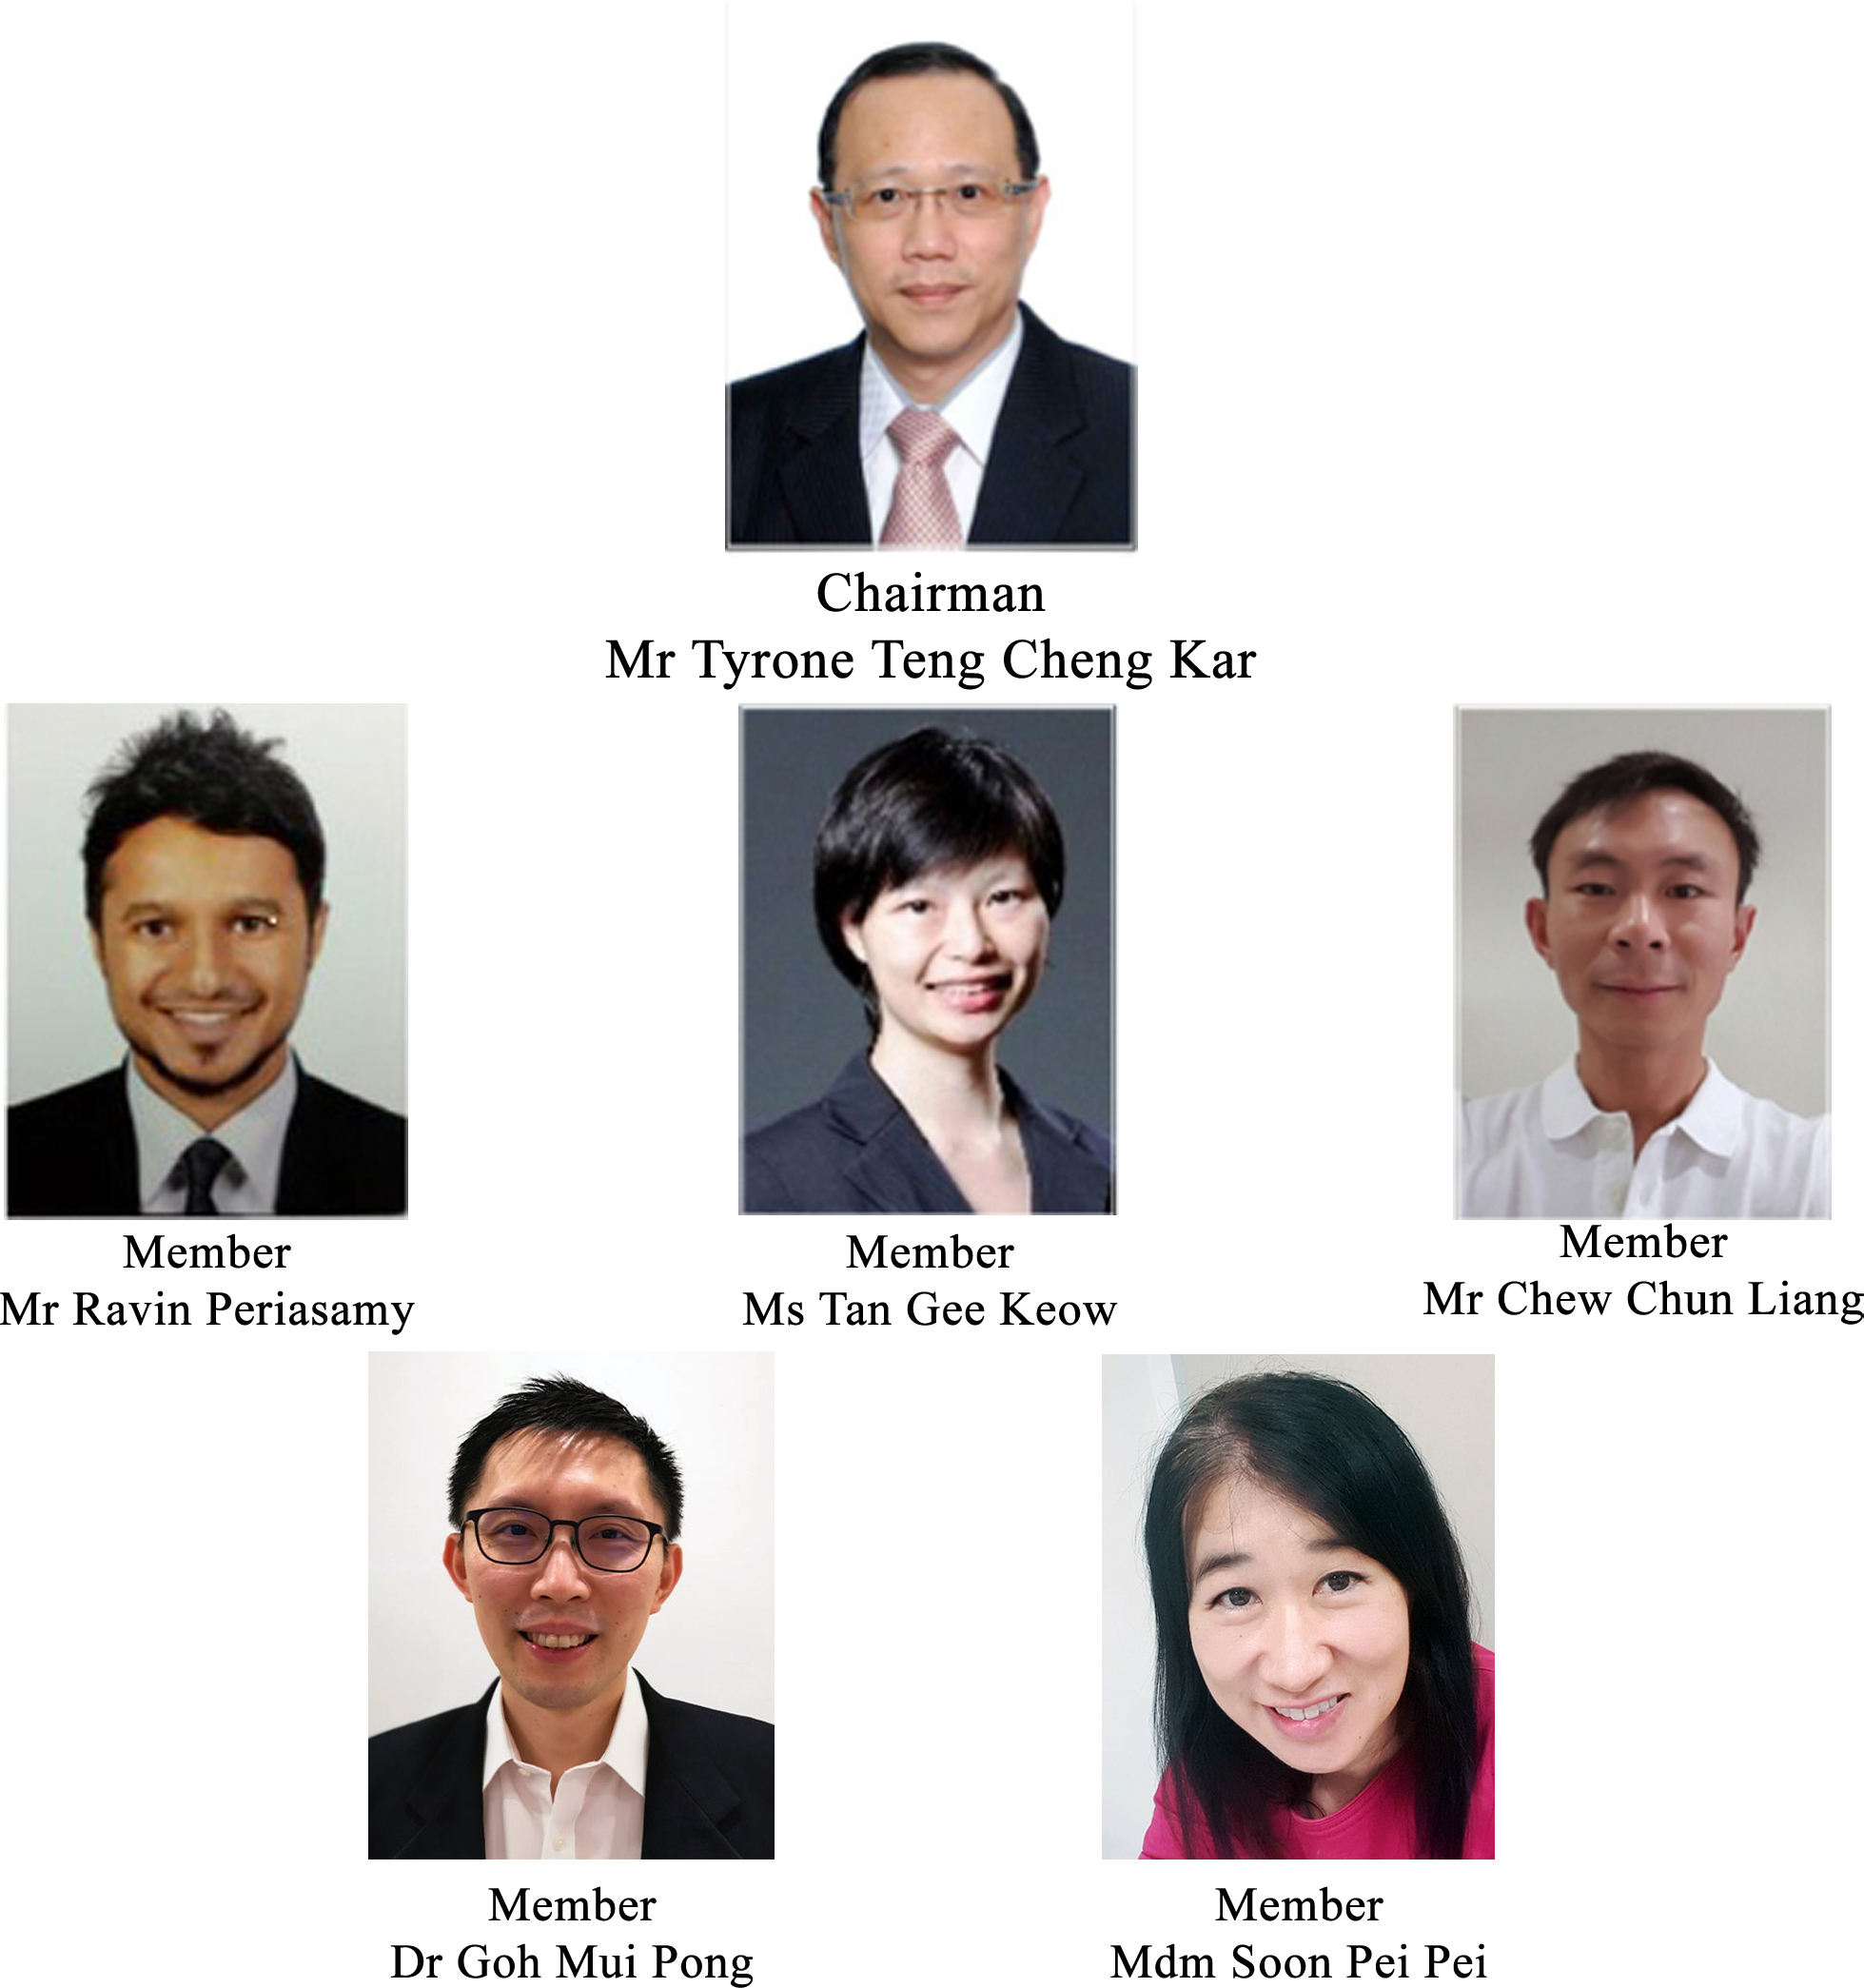 Chairman
Mr Tyrone Teng Cheng Kar
Member
Mr Ravin Periasamy
Member
Ms Tan Gee Keow
Member
Mr Chew Chun Liang
Member
Dr Goh Mui Pong
Member
Mdm Soon Pei Pei